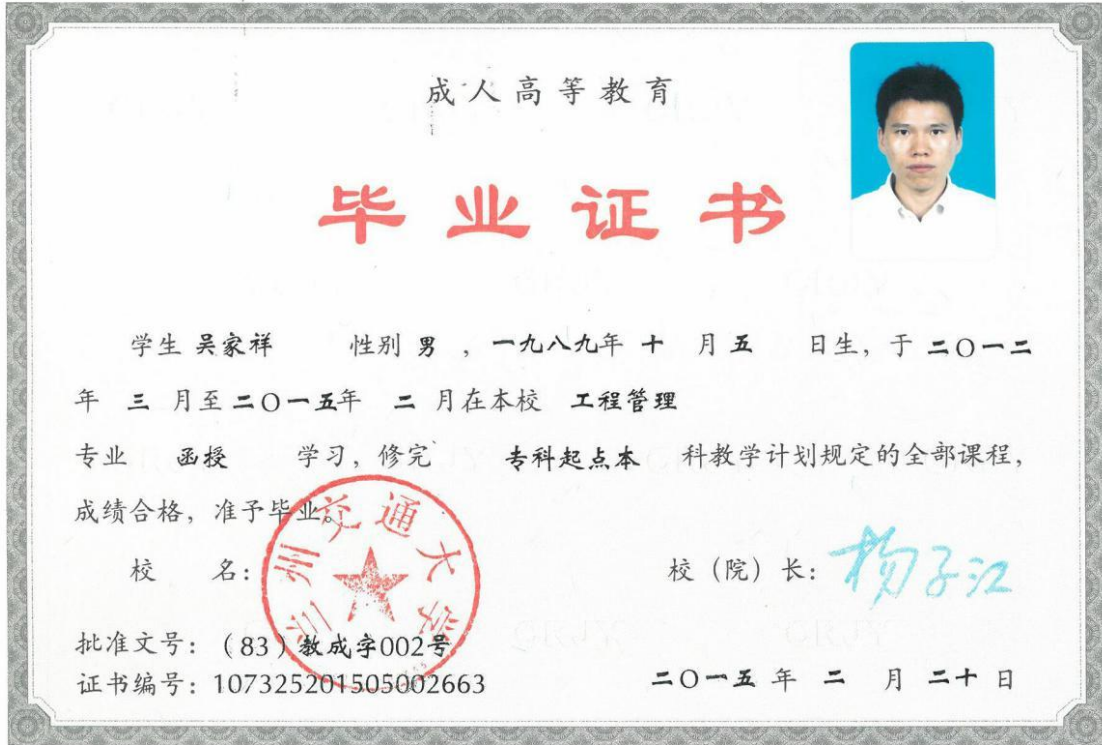 成人高等教育
毕业证书
学生 吴家祥 性别 男 ，一九八九年 十 月 五 日生，于 二〇一二
年 三 月至 二〇一五年 二 月在本校 工程管理
专业 函授 学习，修完 专科起点本 科教学计划规定的全部课程，
成绩合格，准予毕业。
校 名： 兰州交通大学
校（院）长：杨子江
批准文号：（83）教成字002号
证书编号：107325201505002663
二〇一五 年 二 月 二十 日